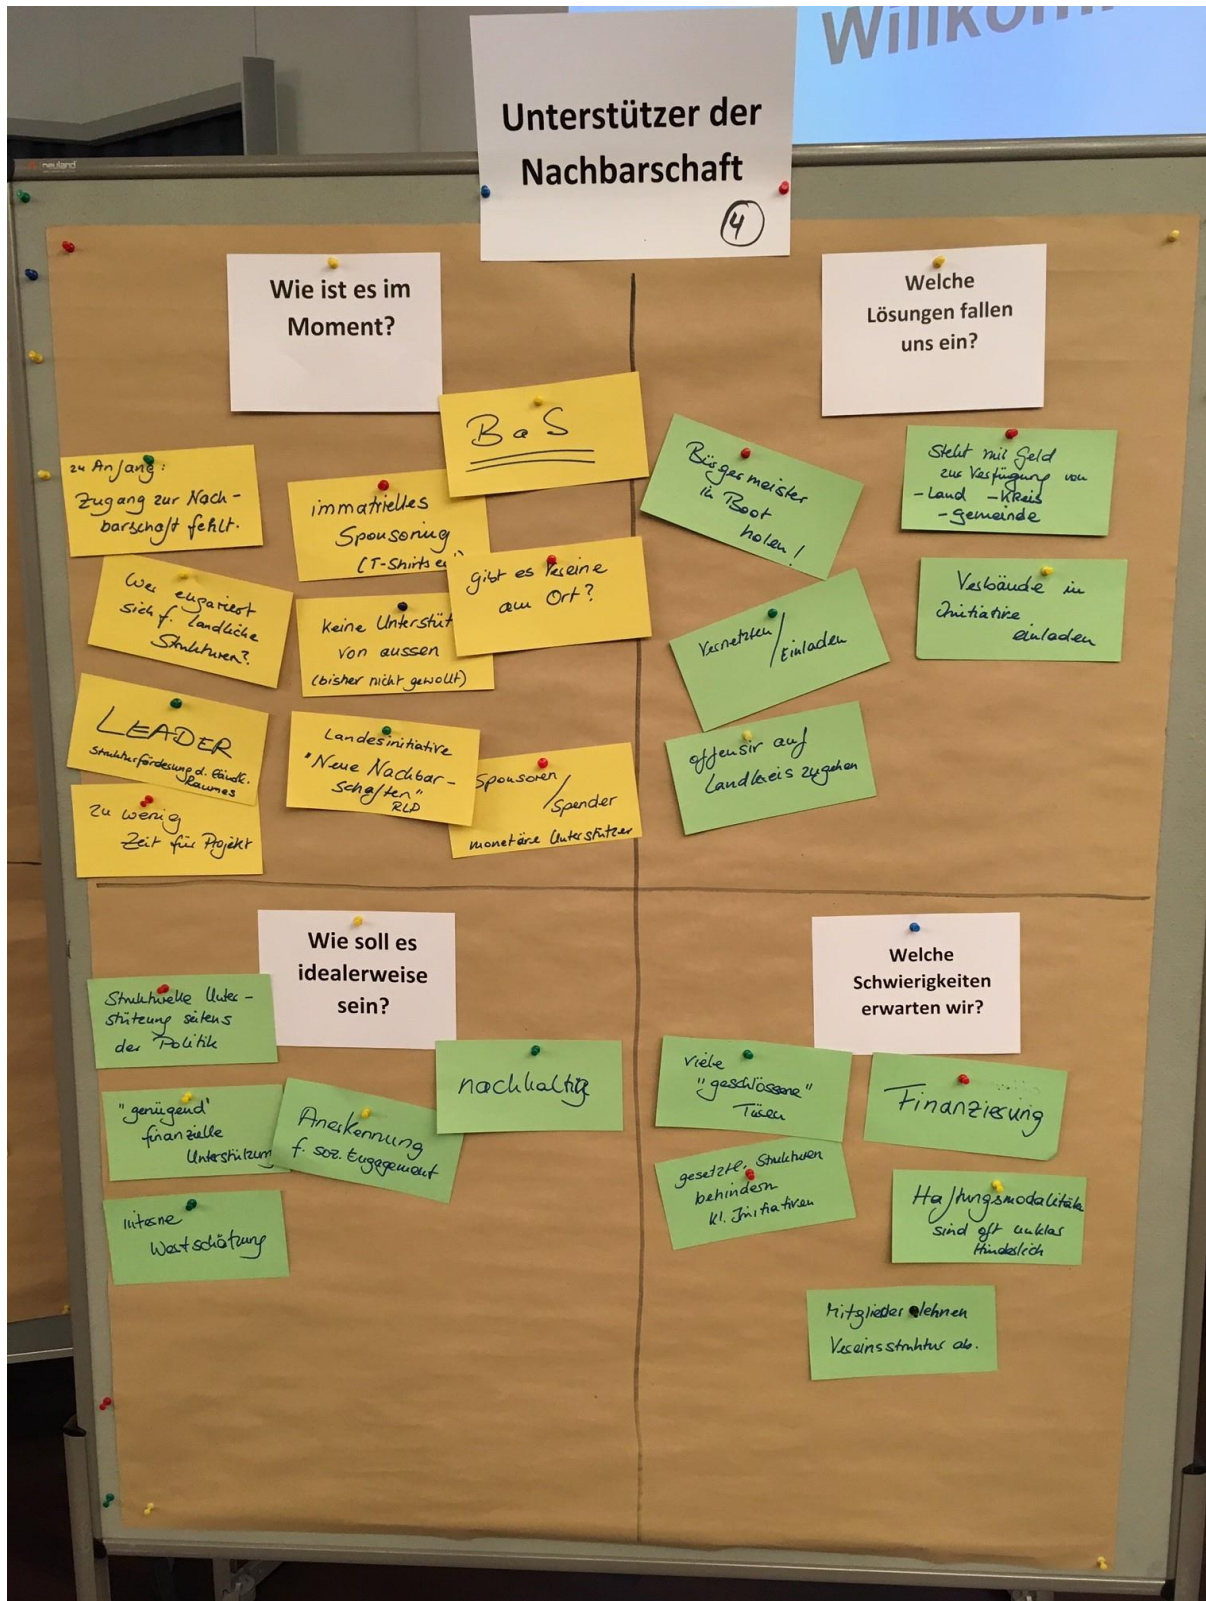 Willkom
neuland
Unterstützer der
Nachbarschaft
4
Wie ist es im
Moment?
BaS
zu Anfang:
Zugang zur Nach-
barschaft fehlt.
immatrielles
Sponsoring
(T-Shirts
gibt es Vereine
am Ort?
Wer engagiert
sich f. ländliche
Strukturen?
keine Unterstüt
von aussen
(bisher nicht gewollt)
LEADER
Strukturförderung d. ländl.
Raumes
Landesinitiative
"Neue Nachbar-
schaften"
RLP
Sponsoren
/Spender
monetäre Unterstützer
zu wenig
Zeit für Projekt
Welche
Lösungen fallen
uns ein?
Bürgermeister
in Boot
holen!
Steht mit Geld
zur Verfügung von
-Land -Kreis
-Gemeinde
Vernetzten/Einladen
Verbände in
Initiative
einladen
offensiv auf
Landkreis zugehen
Wie soll es
idealerweise
sein?
Strukturelle Unter-
stützung seitens
der Politik
"genügend"
finanzielle
Unterstützung
Anerkennung
f. soz. Engagement
nachhaltig
interne
Wertschätzung
Welche
Schwierigkeiten
erwarten wir?
viele
"geschlossene"
Türen
Finanzierung
gesetzl. Strukturen
behindern
kl. Initiativen
Haftungsmodalitäten
sind oft unklar
Hinderlich
Mitglieder lehnen
Vereinsstruktur ab.